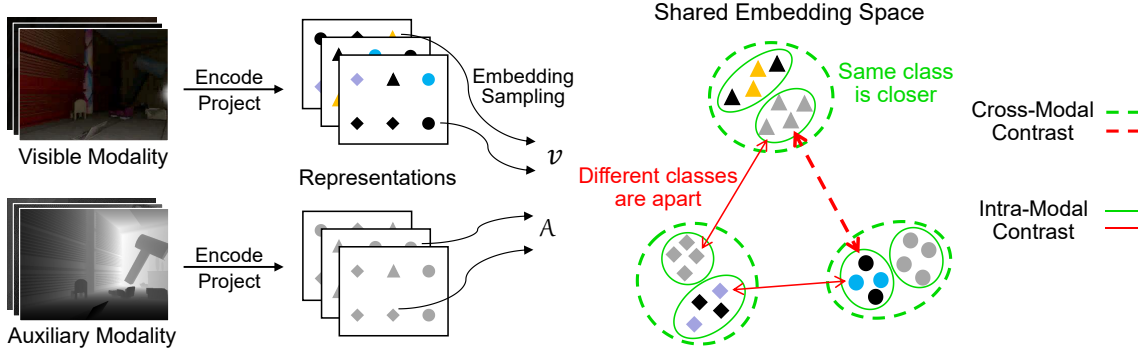 Visible Modality
Encode
Project
Embedding
Sampling
v
Representations
Auxiliary Modality
Encode
Project
A
Shared Embedding Space
Same class
is closer
Different classes
are apart
Cross-Modal
Contrast
Intra-Modal
Contrast